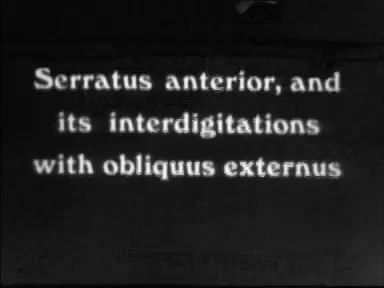 Serratus anterior, and
its interdigitations
with obliquus externus